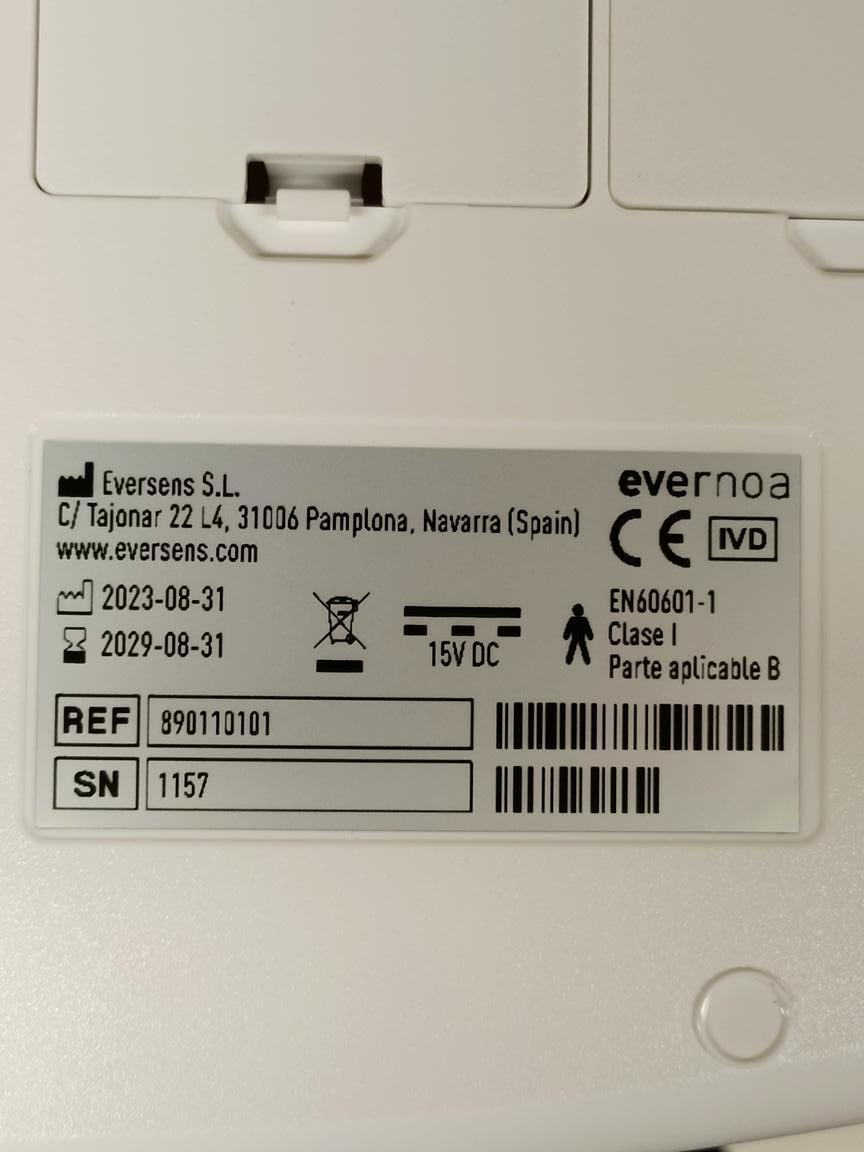 Eversens S.L.
C/ Tajonar 22 L4, 31006 Pamplona, Navarra (Spain)
www.eversens.com
evernoa
CE IVD
2023-08-31
2029-08-31
15V DC
EN60601-1
Clase I
Parte aplicable B
REF 890110101
SN 1157